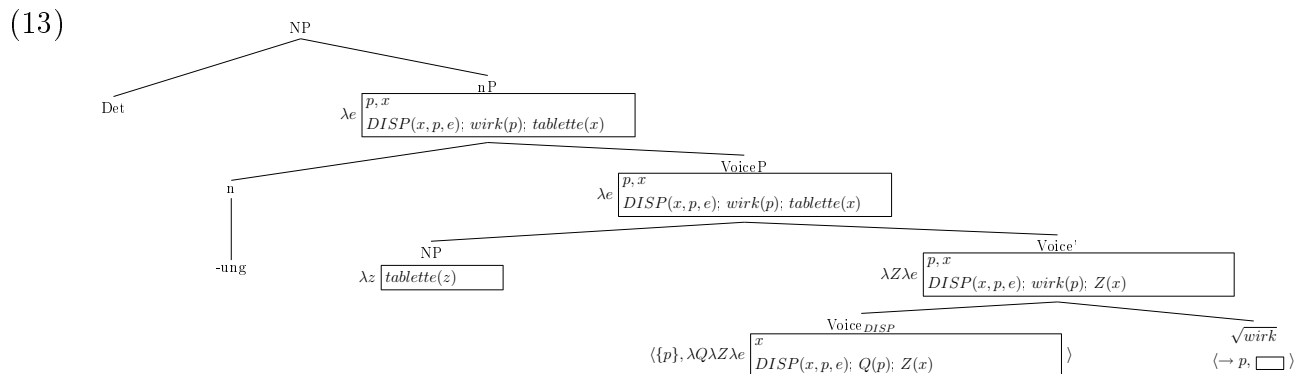 (13)
NP
Det
nP
λe
p, x
DISP(x, p, e); wirk(p); tablette(x)
n
-ung
VoiceP
λe
p, x
DISP(x, p, e); wirk(p); tablette(x)
NP
λz
tablette(z)
Voice'
λZλe
p, x
DISP(x, p, e); wirk(p); Z(x)
Voice_DISP
⟨{p}, λQλZλe
x
DISP(x, p, e); Q(p); Z(x)
⟩
√wirk
⟨→ p, ⟩